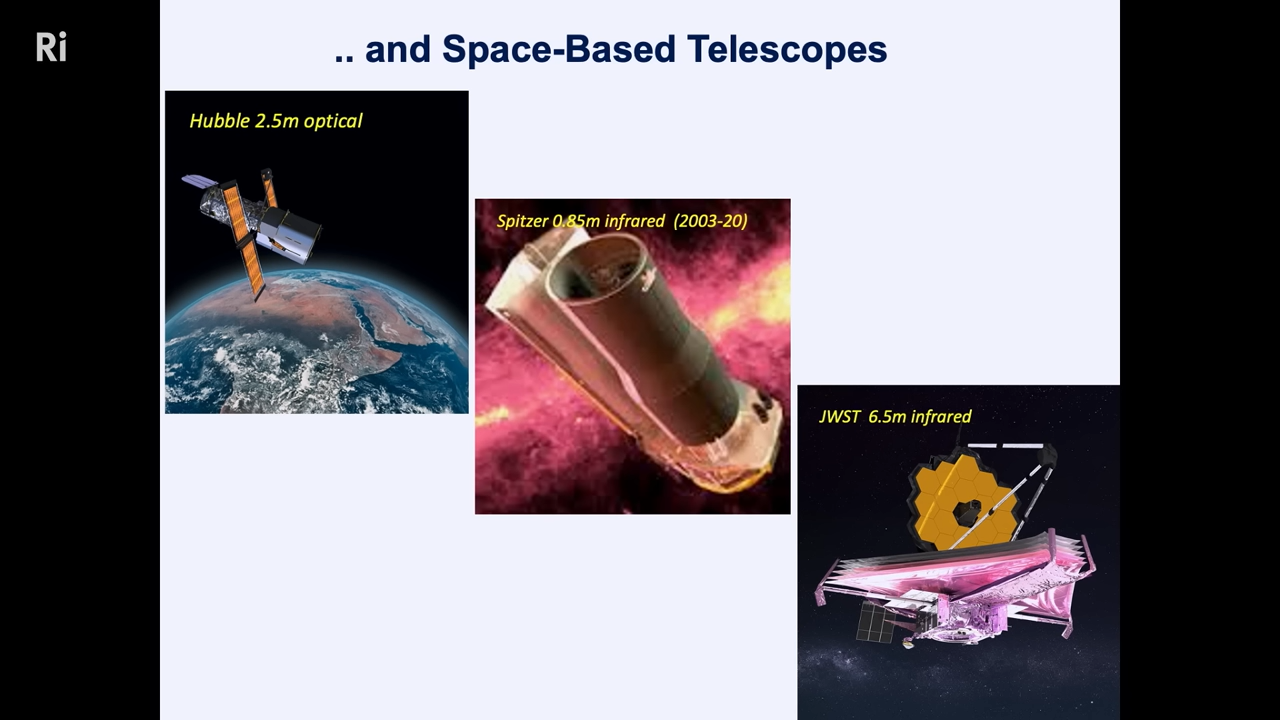 Ri
.. and Space-Based Telescopes
Hubble 2.5m optical
Spitzer 0.85m infrared (2003-20)
JWST 6.5m infrared